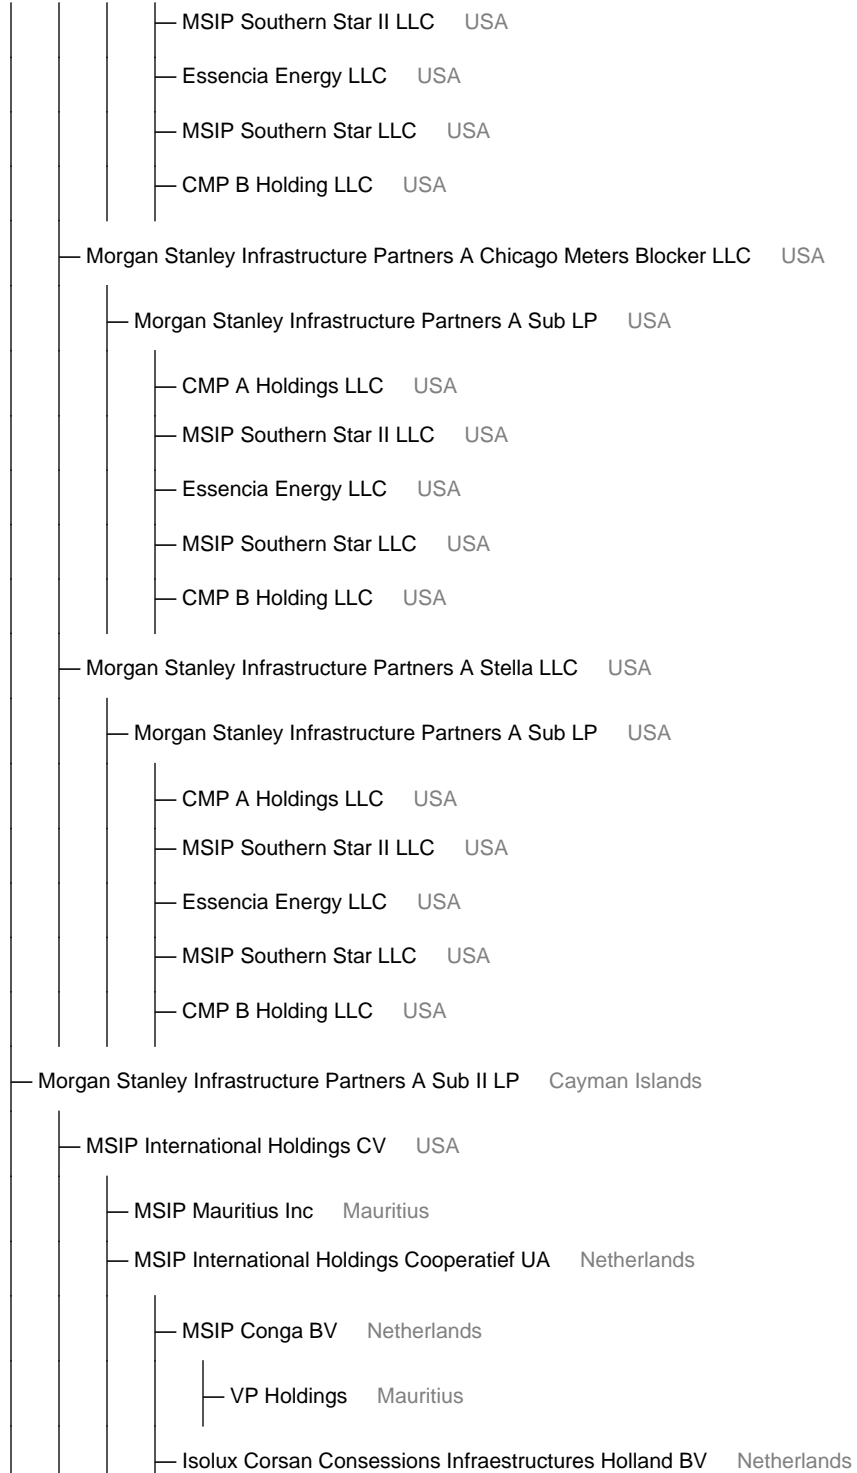 MSIP Southern Star II LLC USA
Essencia Energy LLC USA
MSIP Southern Star LLC USA
CMP B Holding LLC USA
Morgan Stanley Infrastructure Partners A Chicago Meters Blocker LLC USA
Morgan Stanley Infrastructure Partners A Sub LP USA
CMP A Holdings LLC USA
MSIP Southern Star II LLC USA
Essencia Energy LLC USA
MSIP Southern Star LLC USA
CMP B Holding LLC USA
Morgan Stanley Infrastructure Partners A Stella LLC USA
Morgan Stanley Infrastructure Partners A Sub LP USA
CMP A Holdings LLC USA
MSIP Southern Star II LLC USA
Essencia Energy LLC USA
MSIP Southern Star LLC USA
CMP B Holding LLC USA
Morgan Stanley Infrastructure Partners A Sub II LP Cayman Islands
MSIP International Holdings CV USA
MSIP Mauritius Inc Mauritius
MSIP International Holdings Cooperatief UA Netherlands
MSIP Conga BV Netherlands
VP Holdings Mauritius
Isolux Corsan Consessions Infraestructures Holland BV Netherlands